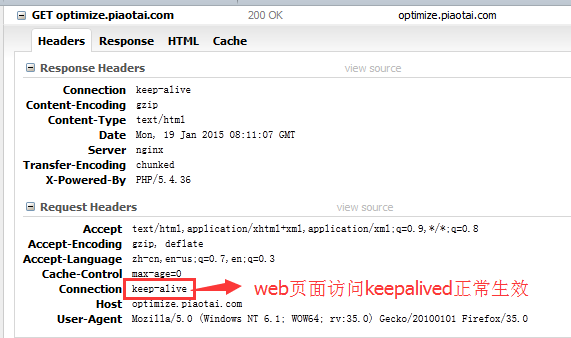 GET optimize.piaotai.com 200 OK optimize.piaotai.com
Headers Response HTML Cache
Response Headers view source
Connection keep-alive
Content-Encoding gzip
Content-Type text/html
Date Mon, 19 Jan 2015 08:11:07 GMT
Server nginx
Transfer-Encoding chunked
X-Powered-By PHP/5.4.36
Request Headers view source
Accept text/html,application/xhtml+xml,application/xml;q=0.9,*/*;q=0.8
Accept-Encoding gzip, deflate
Accept-Language zh-cn,en-us;q=0.7,en;q=0.3
Cache-Control max-age=0
Connection keep-alive web页面访问keepalived正常生效
Host optimize.piaotai.com
User-Agent Mozilla/5.0 (Windows NT 6.1; WOW64; rv:35.0) Gecko/20100101 Firefox/35.0